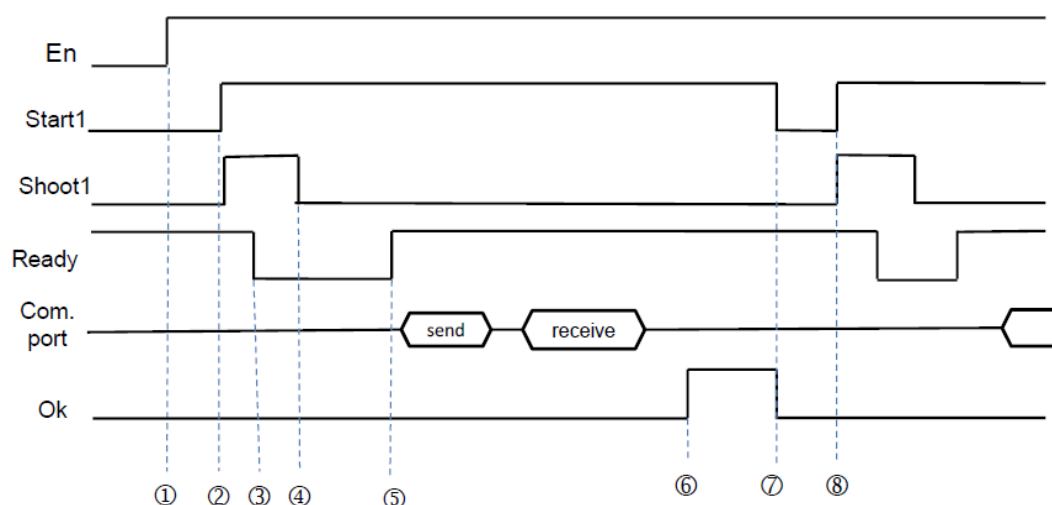 En
Start1
Shoot1
Ready
Com.
port
send
receive
Ok
① ② ③ ④ ⑤ ⑥ ⑦ ⑧